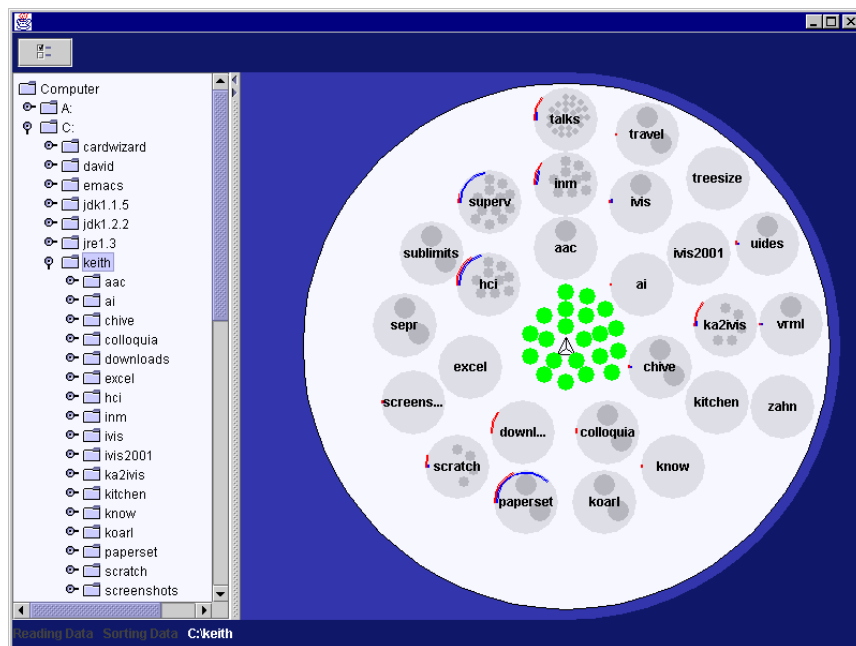 Computer
A:
C:
cardwizard
david
emacs
jdk1.1.5
jdk1.2.2
jre1.3
keith
aac
ai
chive
colloquia
downloads
excel
hci
inm
ivis
ivis2001
ka2ivis
kitchen
know
koarl
paperset
scratch
screenshots
talks
travel
inm
treesize
superv
ivis
sublimits
aac
ivis2001
uides
hci
ai
sepr
ka2ivis
vrml
excel
chive
screens...
kitchen
zahn
downl...
colloquia
scratch
know
paperset
koarl
Reading Data Sorting Data C:\keith